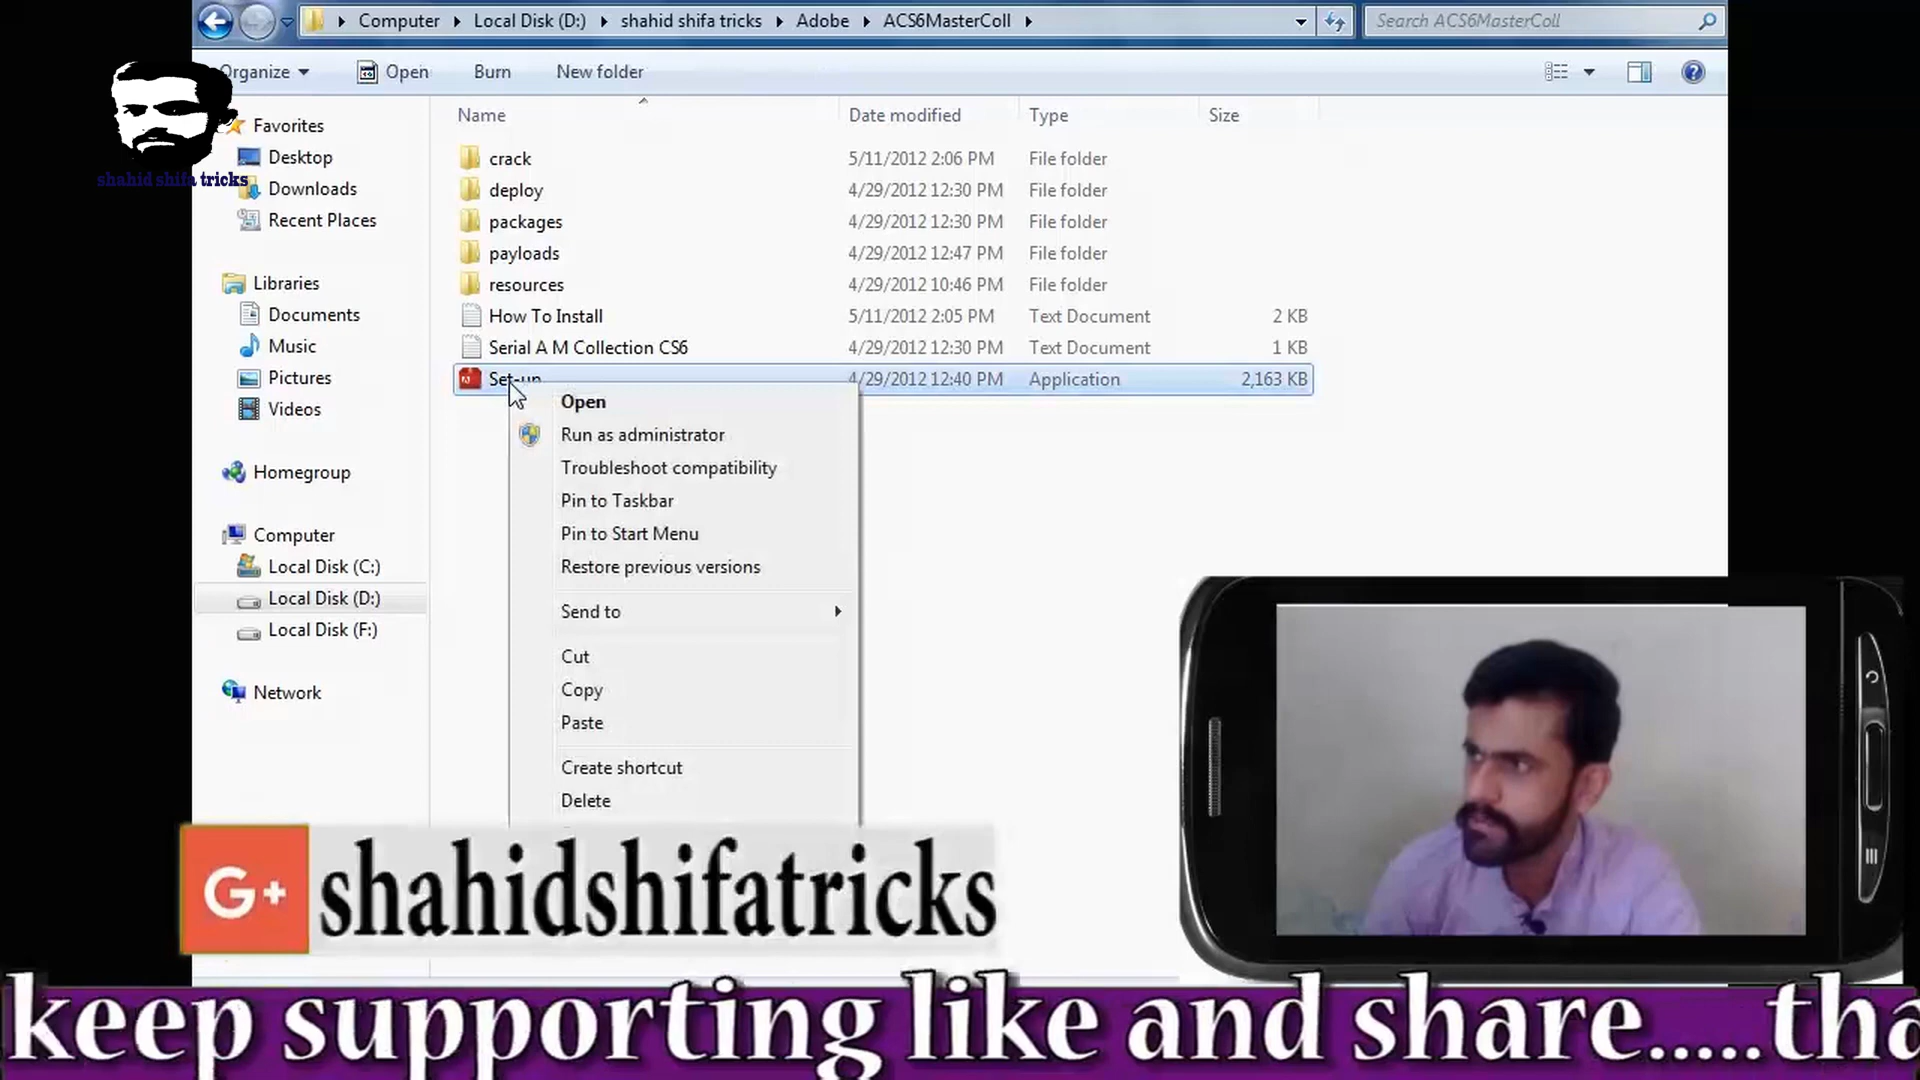 Computer Local Disk (D:) shahid shifa tricks Adobe ACS6MasterColl
Search ACS6MasterColl
Organize Open Burn New folder
Name Date modified Type Size
crack 5/11/2012 2:06 PM File folder
deploy 4/29/2012 12:30 PM File folder
packages 4/29/2012 12:30 PM File folder
payloads 4/29/2012 12:47 PM File folder
resources 4/29/2012 10:46 PM File folder
How To Install 5/11/2012 2:05 PM Text Document 2 KB
Serial A M Collection CS6 4/29/2012 12:30 PM Text Document 1 KB
Set-up 4/29/2012 12:40 PM Application 2,163 KB
shahid shifa tricks
Favorites
Desktop
Downloads
Recent Places
Libraries
Documents
Music
Pictures
Videos
Homegroup
Computer
Local Disk (C:)
Local Disk (D:)
Local Disk (F:)
Network
Open
Run as administrator
Troubleshoot compatibility
Pin to Taskbar
Pin to Start Menu
Restore previous versions
Send to
Cut
Copy
Paste
Create shortcut
Delete
G+ shahidshifatricks
keep supporting like and share.....tha